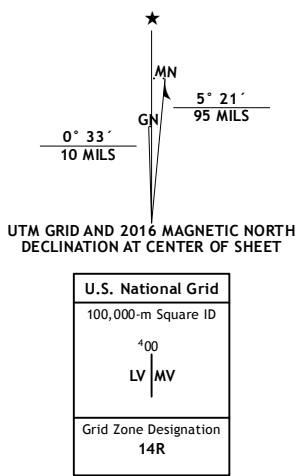 ★
MN
GN
5° 21´
95 MILS
0° 33´
10 MILS
UTM GRID AND 2016 MAGNETIC NORTH
DECLINATION AT CENTER OF SHEET
U.S. National Grid
100,000-m Square ID
⁴00
LV MV
Grid Zone Designation
14R